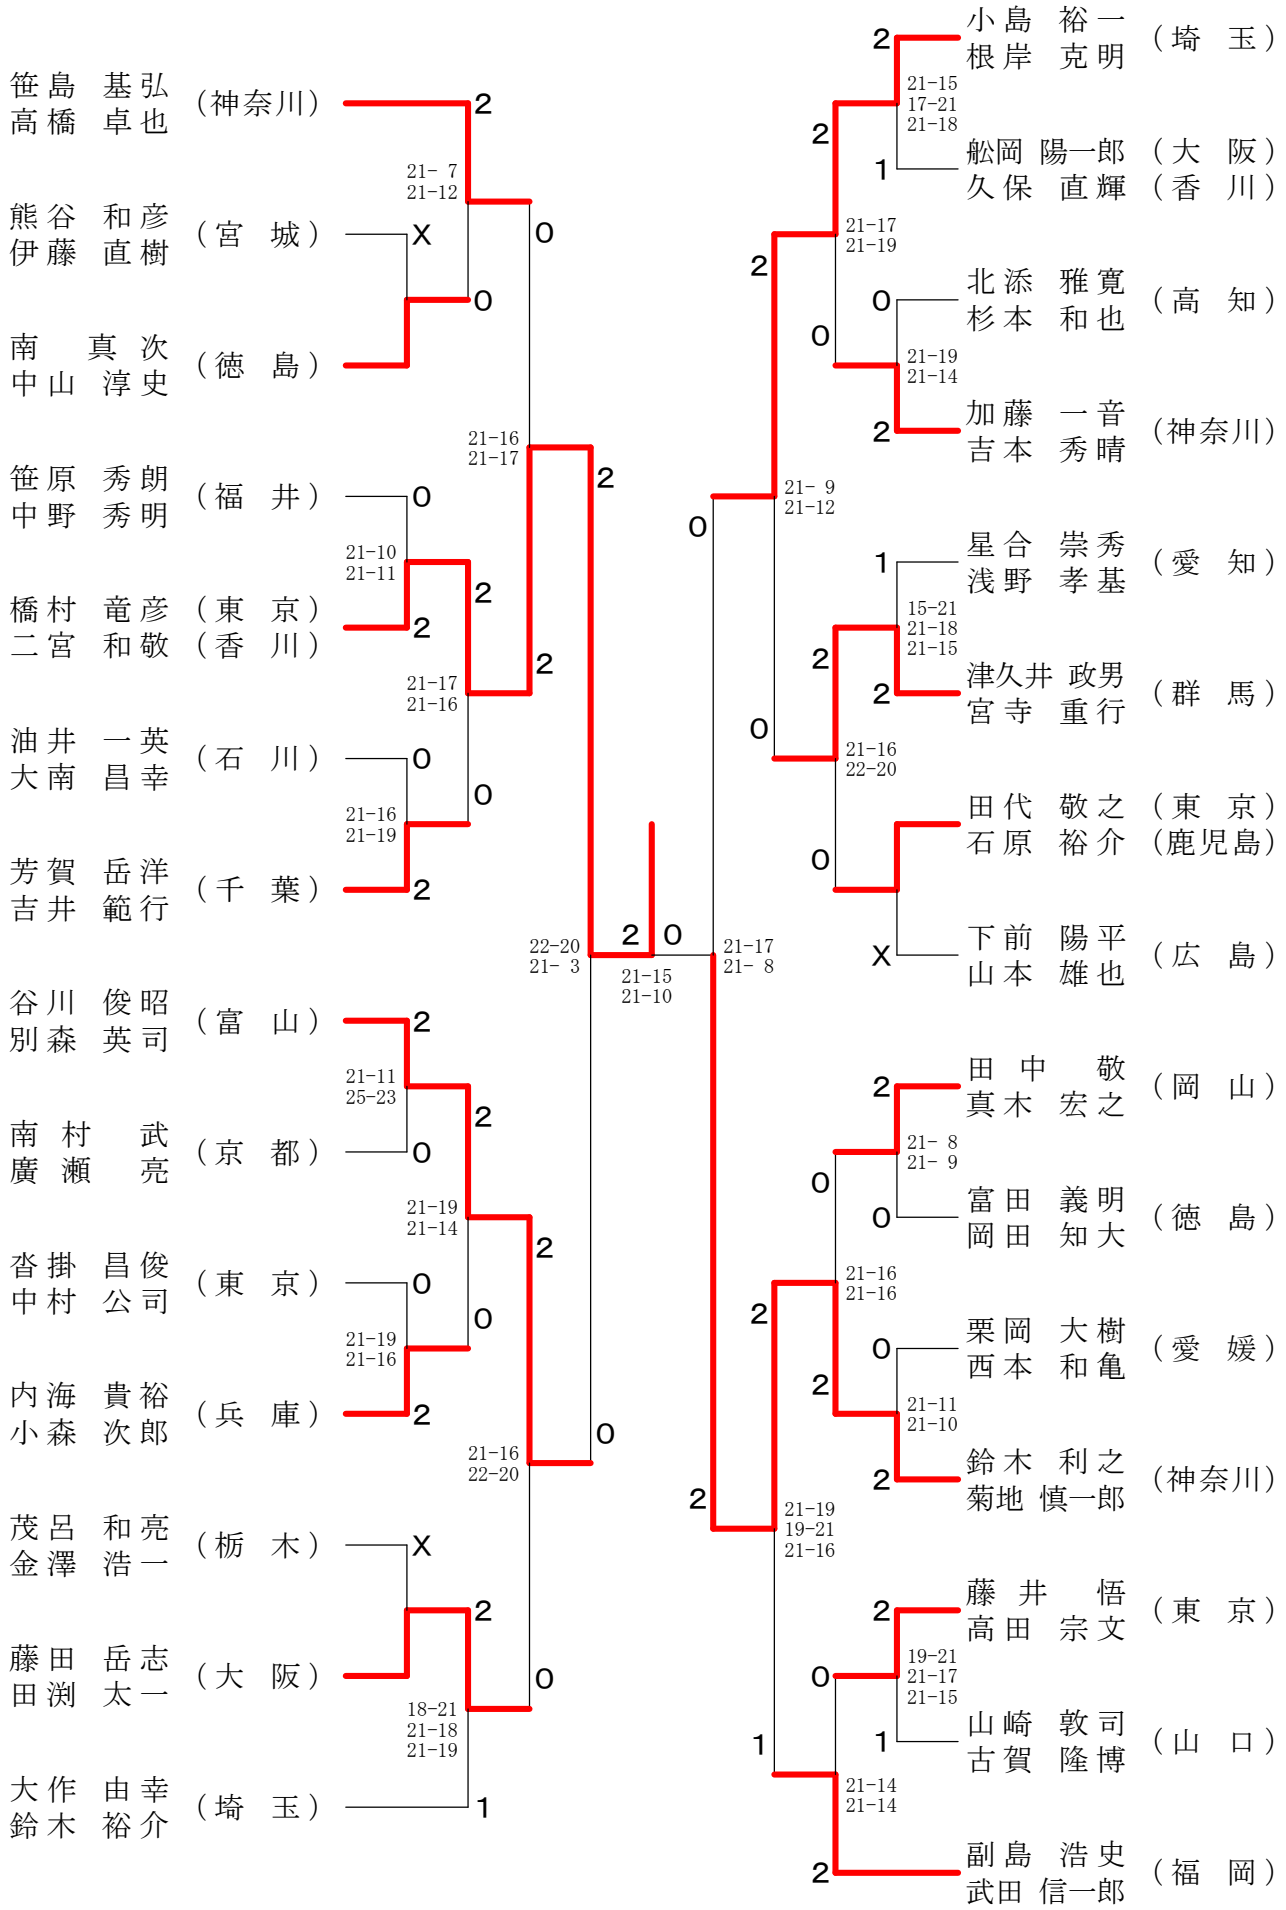 笹島 基弘
高橋 卓也
(神奈川)
2
21- 7
21-12
熊谷 和彦
伊藤 直樹
(宮 城)
X
0
0
南 真次
中山 淳史
(徳 島)
21-16
21-17
2
笹原 秀朗
中野 秀明
(福 井)
0
21-10
21-11
2
橋村 竜彦 (東 京)
二宮 和敬 (香 川)
2
2
21-17
21-16
油井 一英
大南 昌幸
(石 川)
0
0
21-16
21-19
芳賀 岳洋
吉井 範行
(千 葉)
2
22-20
21- 3
2 0
21-15
21-10
谷川 俊昭
別森 英司
(富 山)
2
21-11
25-23
2
南村 武
廣瀬 亮
(京 都)
0
21-19
21-14
2
沓掛 昌俊
中村 公司
(東 京)
0
0
21-19
21-16
内海 貴裕
小森 次郎
(兵 庫)
2
0
21-16
22-20
茂呂 和亮
金澤 浩一
(栃 木)
X
2
藤田 岳志
田渕 太一
(大 阪)
0
18-21
21-18
21-19
大作 由幸
鈴木 裕介
(埼 玉)
1
2
小島 裕一
根岸 克明
(埼 玉)
21-15
17-21
21-18
2
1
舩岡 陽一郎 (大 阪)
久保 直輝 (香 川)
21-17
21-19
2
0
北添 雅寛
杉本 和也
(高 知)
0
21-19
21-14
2
加藤 一音
吉本 秀晴
(神奈川)
21- 9
21-12
0
1
星合 崇秀
浅野 孝基
(愛 知)
15-21
21-18
21-15
2
2
津久井 政男
宮寺 重行
(群 馬)
0
21-16
22-20
田代 敬之 (東 京)
石原 裕介 (鹿児島)
0
21-17
21- 8
X
下前 陽平
山本 雄也
(広 島)
2
田中 敬
真木 宏之
(岡 山)
21- 8
21- 9
0
0
富田 義明
岡田 知大
(徳 島)
21-16
21-16
2
0
栗岡 大樹
西本 和亀
(愛 媛)
2
21-11
21-10
2
鈴木 利之
菊地 慎一郎
(神奈川)
2
21-19
19-21
21-16
2
藤井 悟
高田 宗文
(東 京)
19-21
21-17
21-15
0
1
山崎 敦司
古賀 隆博
(山 口)
1
21-14
21-14
2
副島 浩史
武田 信一郎
(福 岡)